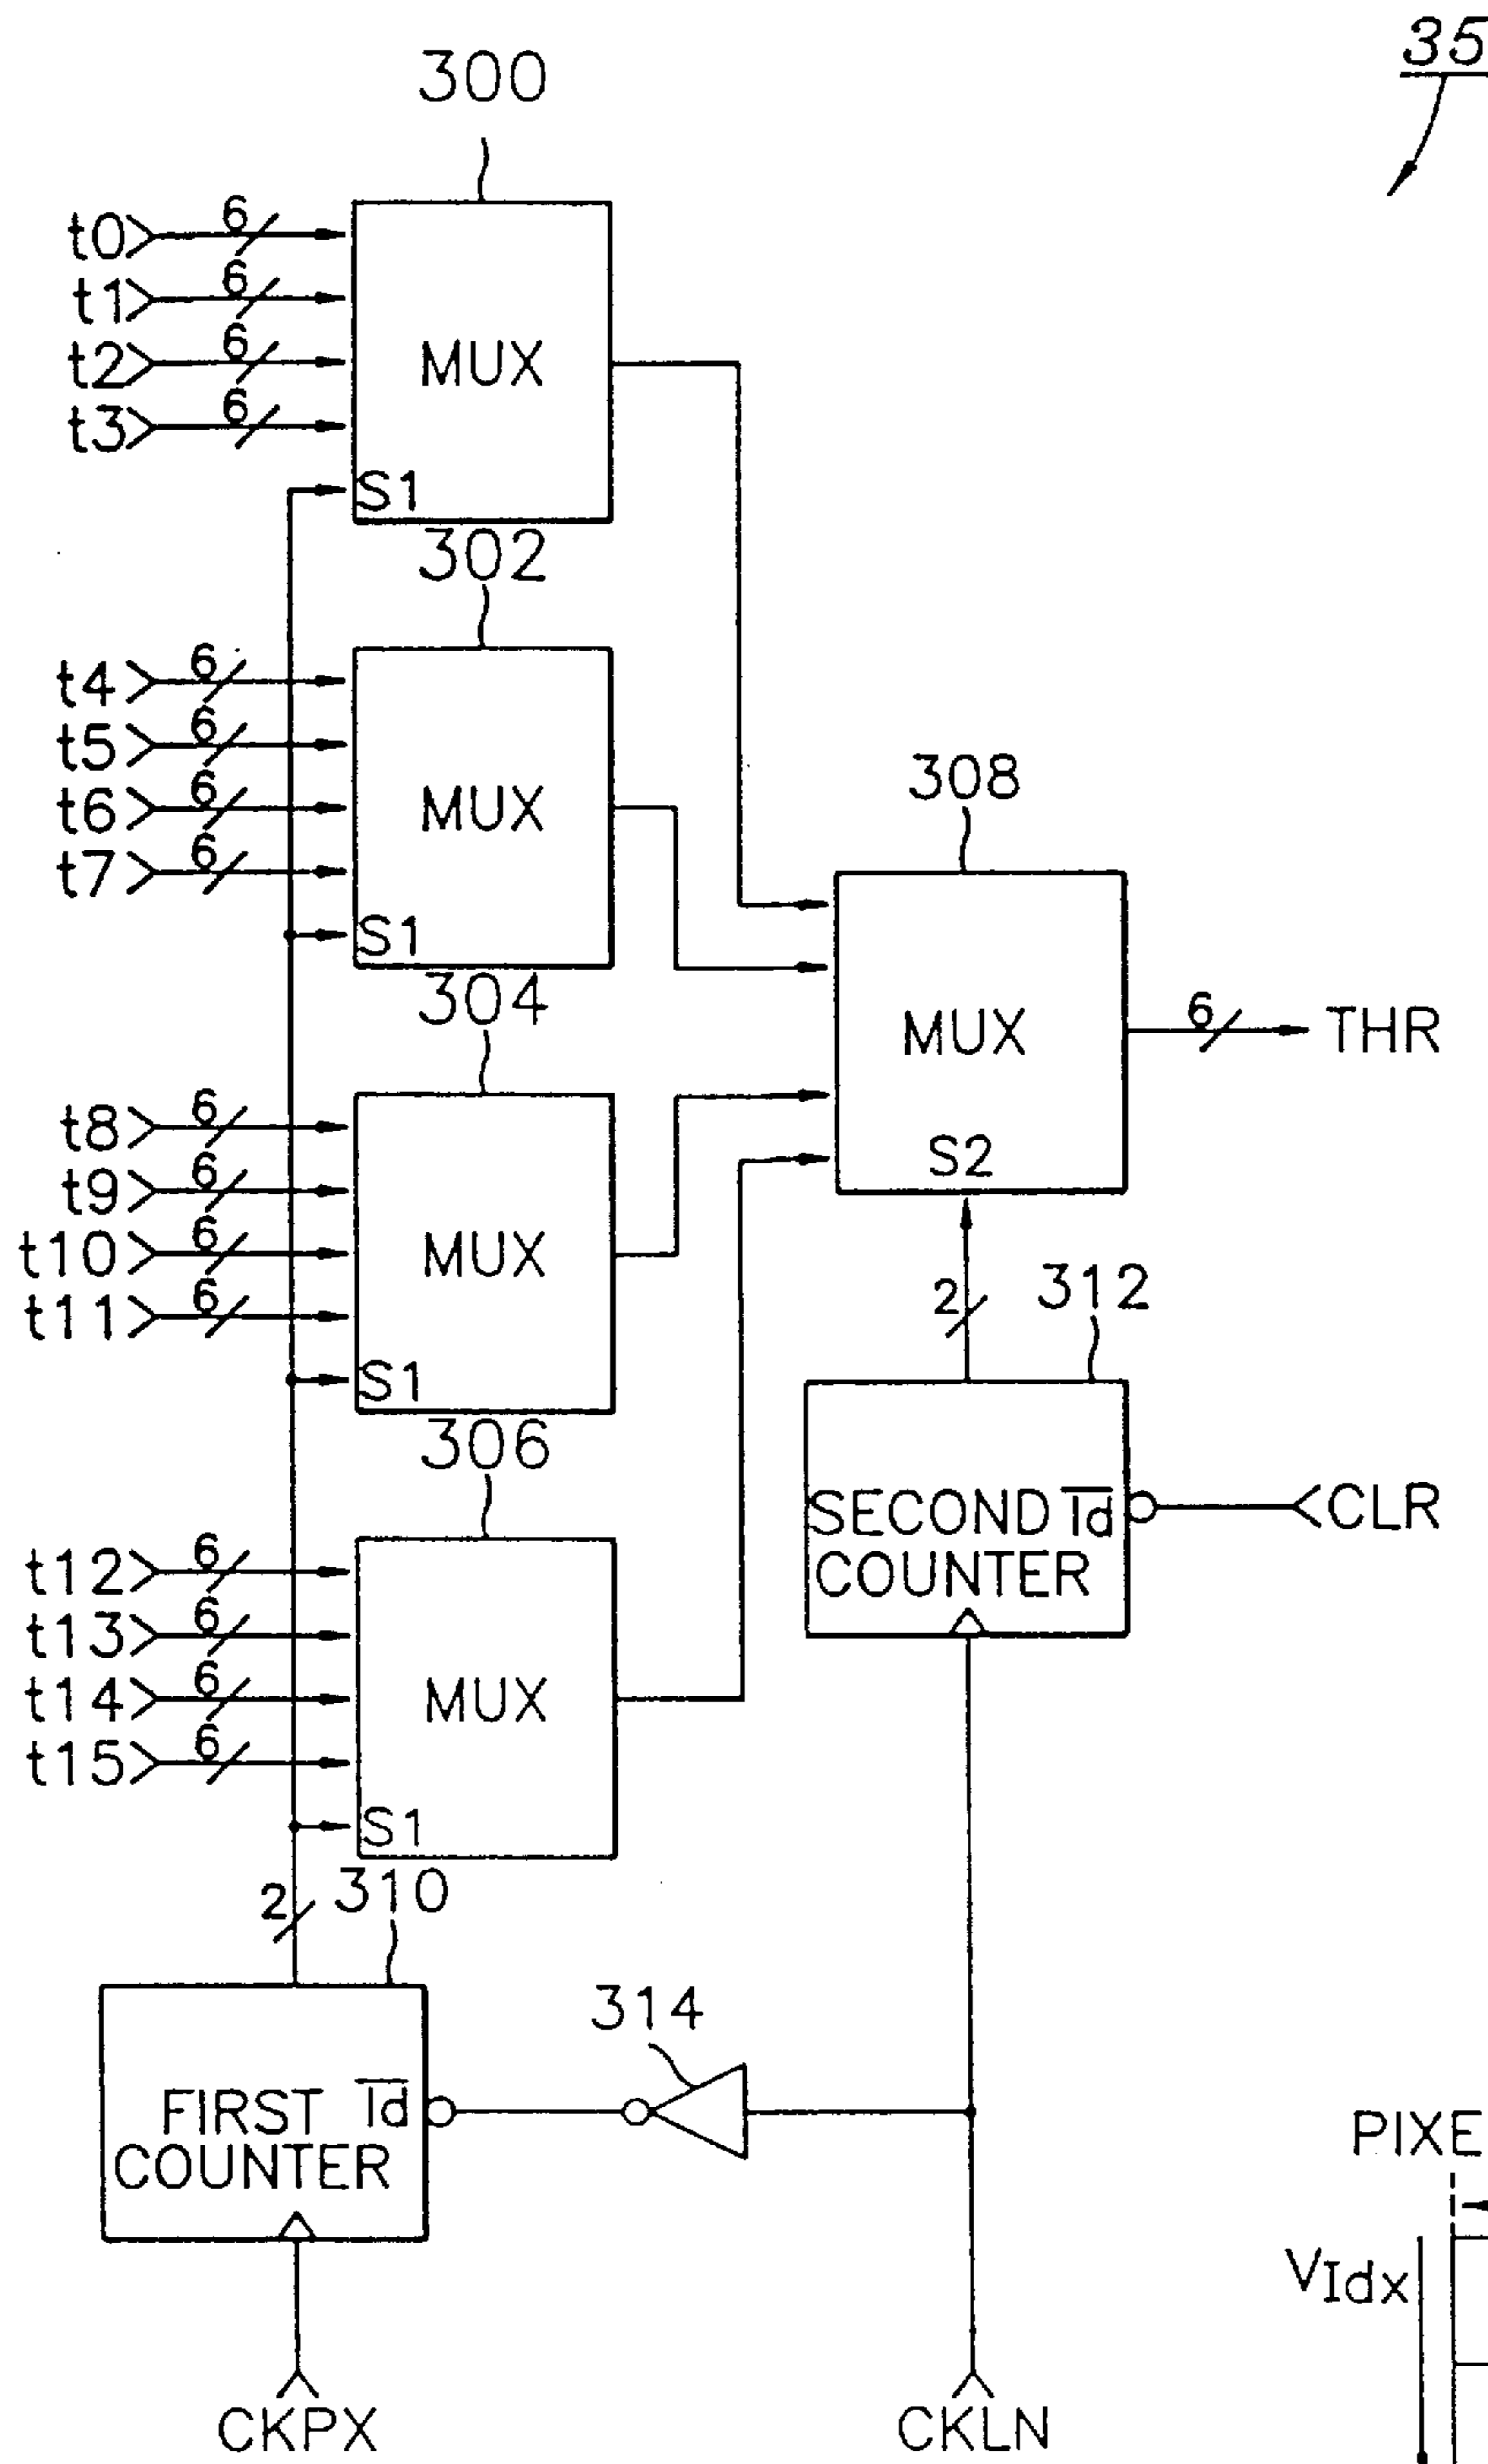 35
300
6
t0
6
t1
6
t2
6
t3
MUX
S1
302
6
t4
6
t5
6
t6
6
t7
MUX
S1
304
6
t8
6
t9
6
t10
6
t11
MUX
S1
306
6
t12
6
t13
6
t14
6
t15
MUX
S1
308
MUX
S2
6
THR
2
312
SECOND Id
COUNTER
CLR
2
310
FIRST Id
COUNTER
314
CKPX
CKLN
VIdx